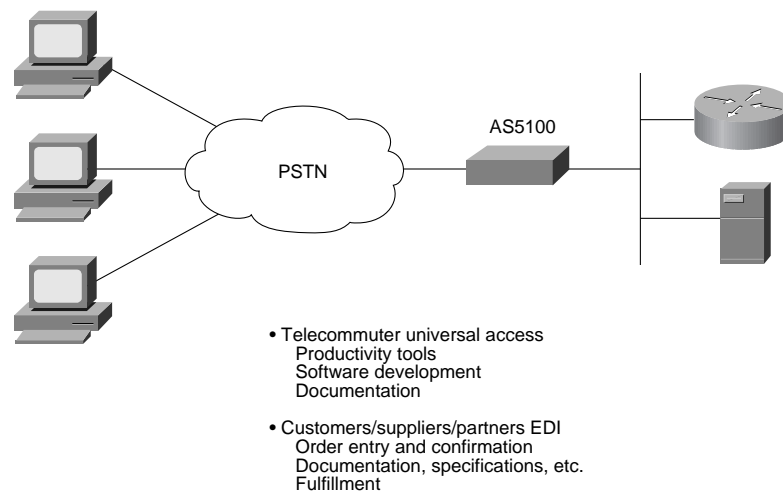 AS5100
PSTN
• Telecommuter universal access
Productivity tools
Software development
Documentation
• Customers/suppliers/partners EDI
Order entry and confirmation
Documentation, specifications, etc.
Fulfillment